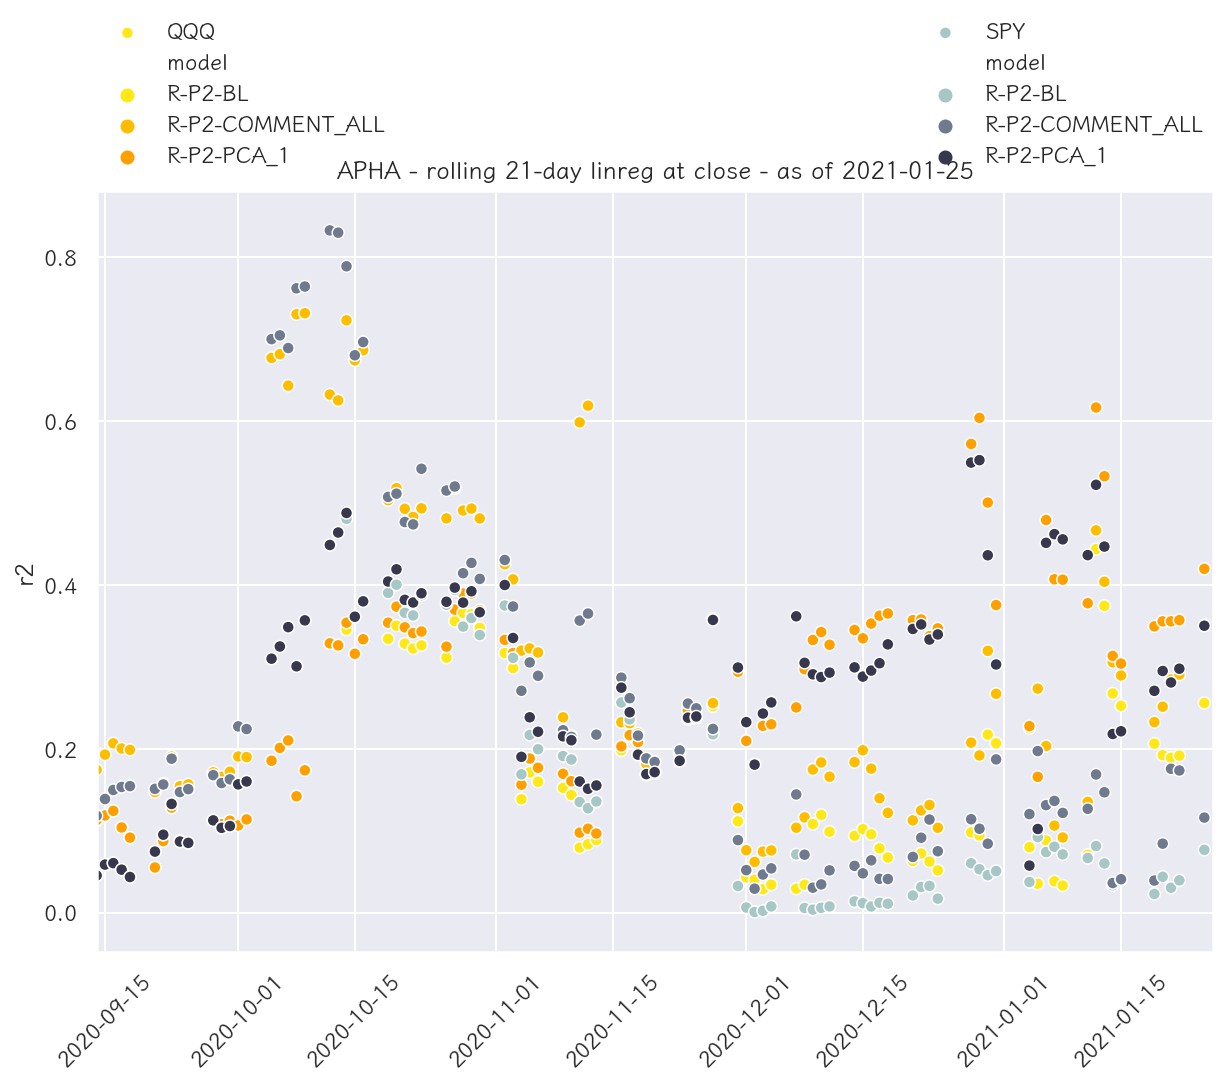 QQQ
model
R-P2-BL
R-P2-COMMENT_ALL
R-P2-PCA_1
SPY
model
R-P2-BL
R-P2-COMMENT_ALL
R-P2-PCA_1
APHA - rolling 21-day linreg at close - as of 2021-01-25
r2
0.8
0.6
0.4
0.2
0.0
2020-09-15
2020-10-01
2020-10-15
2020-11-01
2020-11-15
2020-12-01
2020-12-15
2021-01-01
2021-01-15